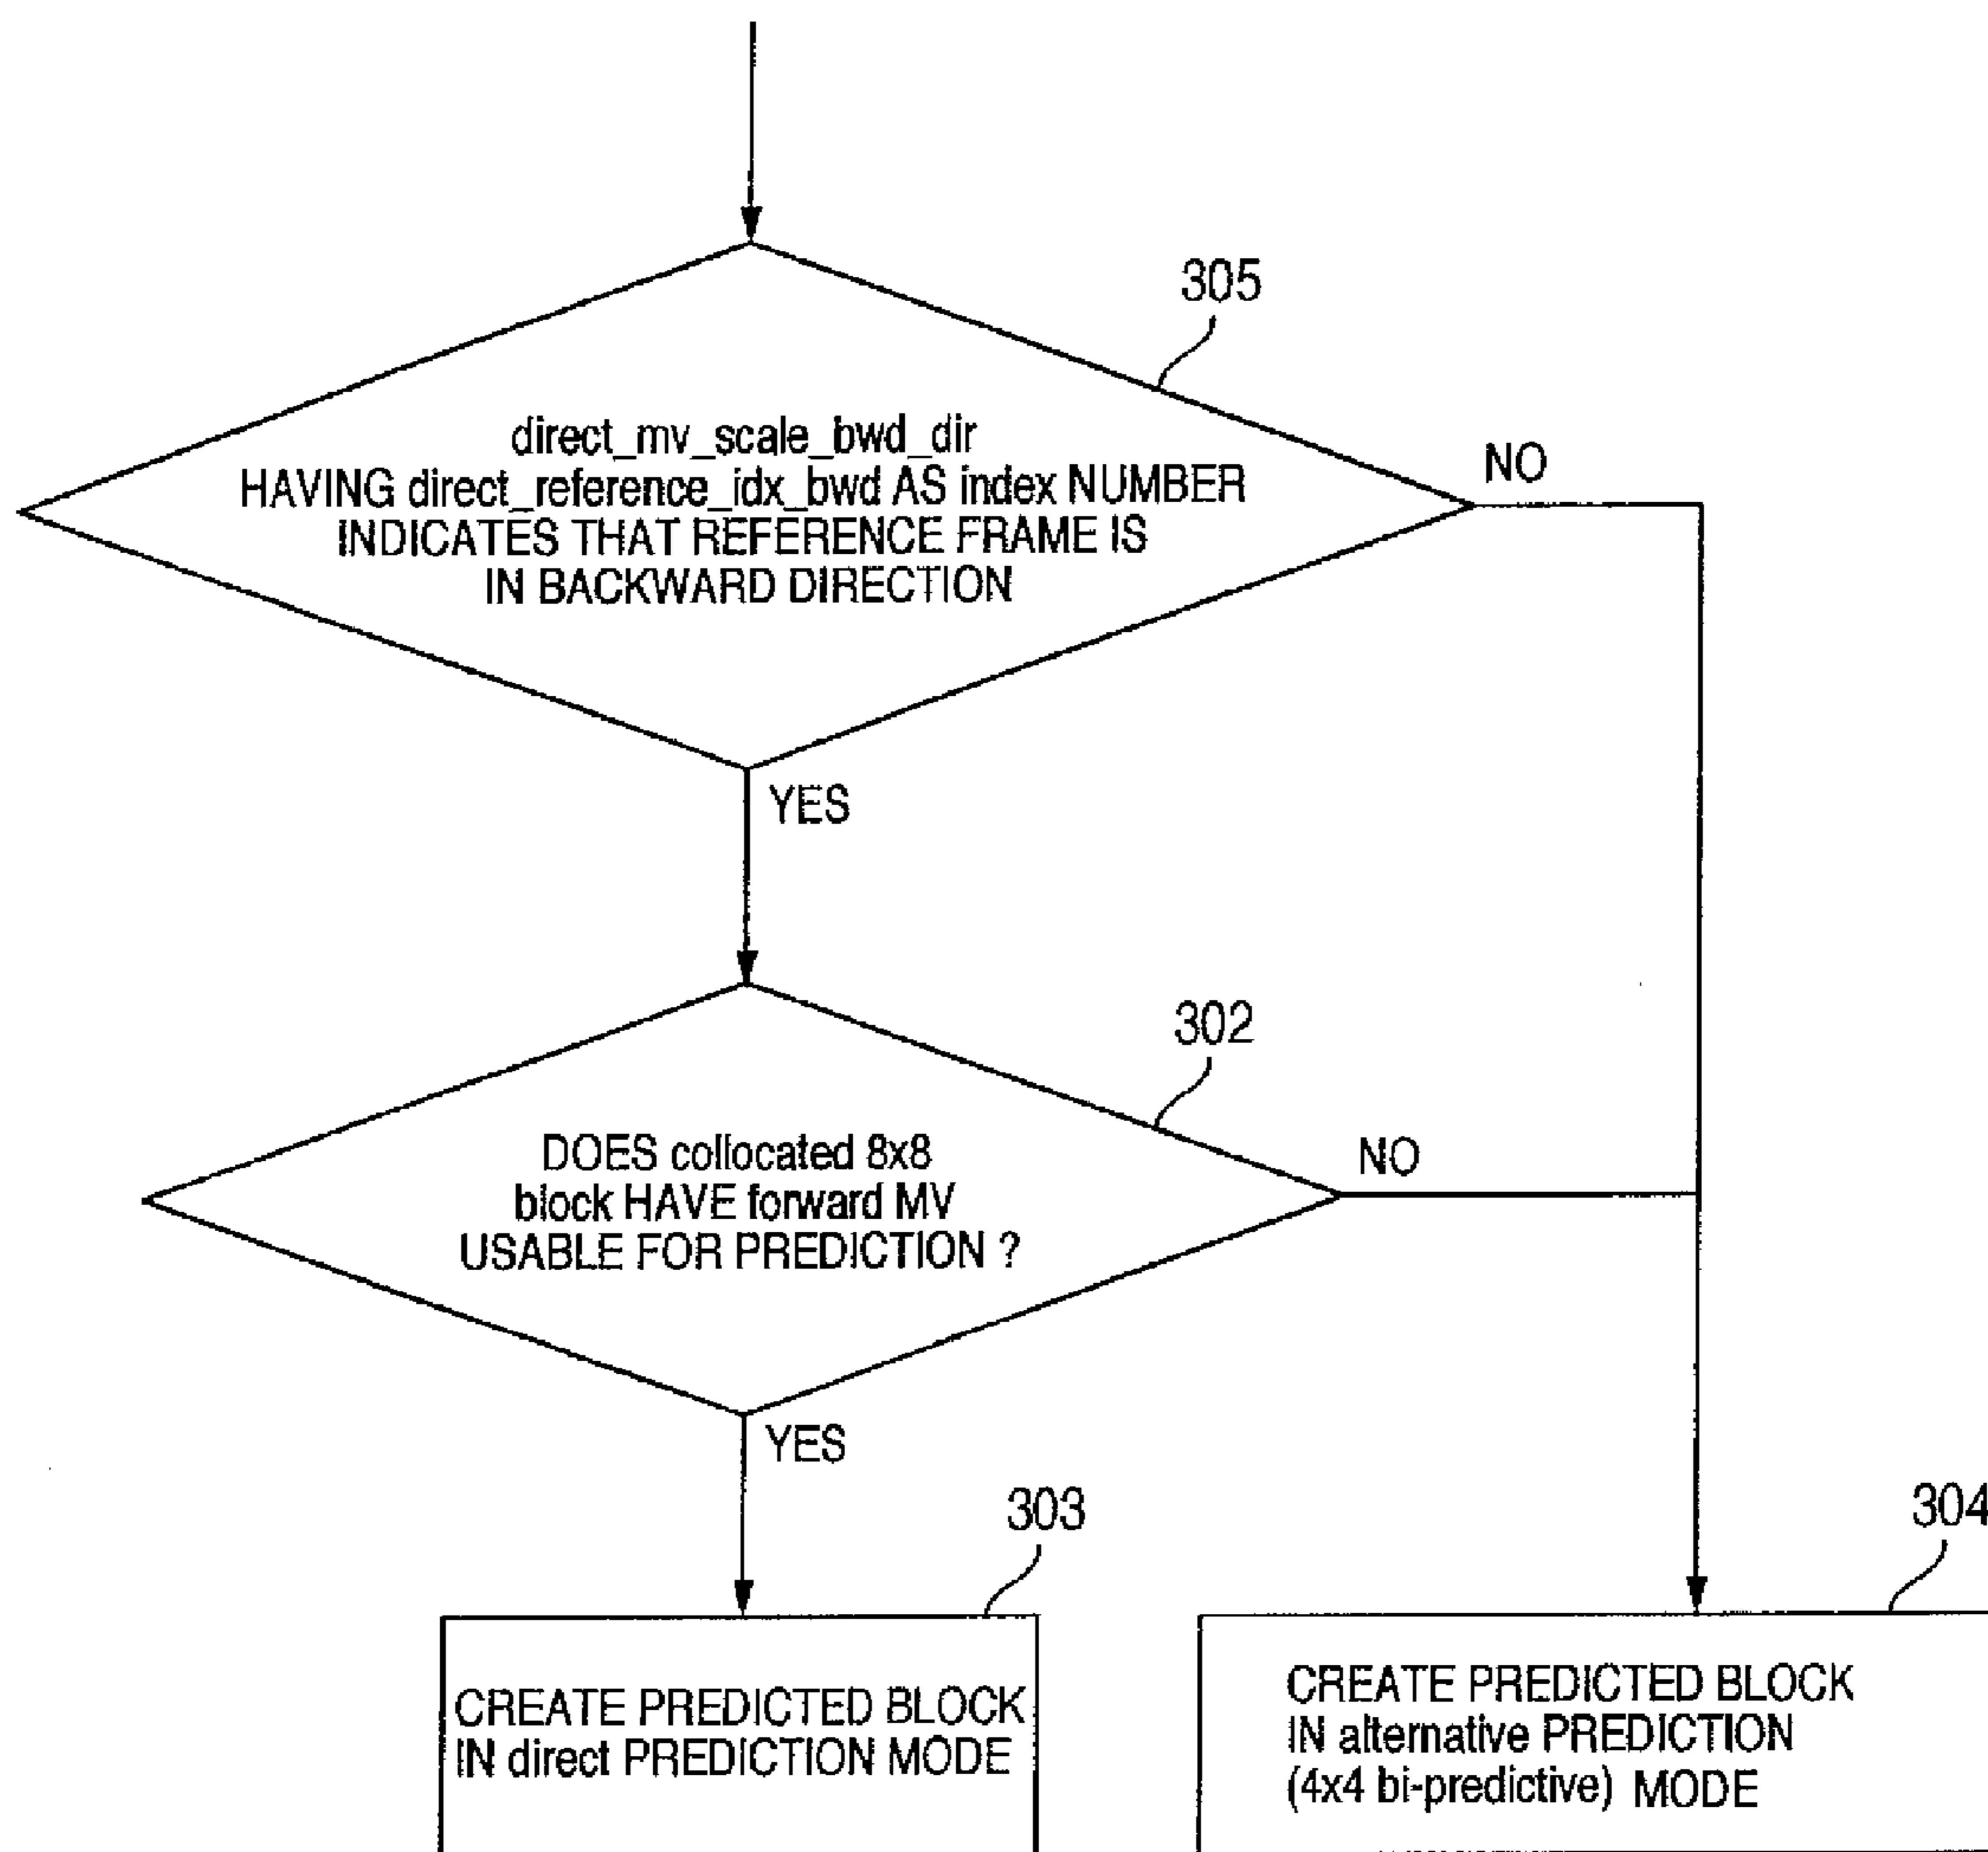 305
direct_mv_scale_bwd_dir
HAVING direct_reference_idx_bwd AS index NUMBER
INDICATES THAT REFERENCE FRAME IS
IN BACKWARD DIRECTION
NO
YES
302
DOES collocated 8x8
block HAVE forward MV
USABLE FOR PREDICTION ?
NO
YES
303
304
CREATE PREDICTED BLOCK
IN direct PREDICTION MODE
CREATE PREDICTED BLOCK
IN alternative PREDICTION
(4x4 bi-predictive) MODE